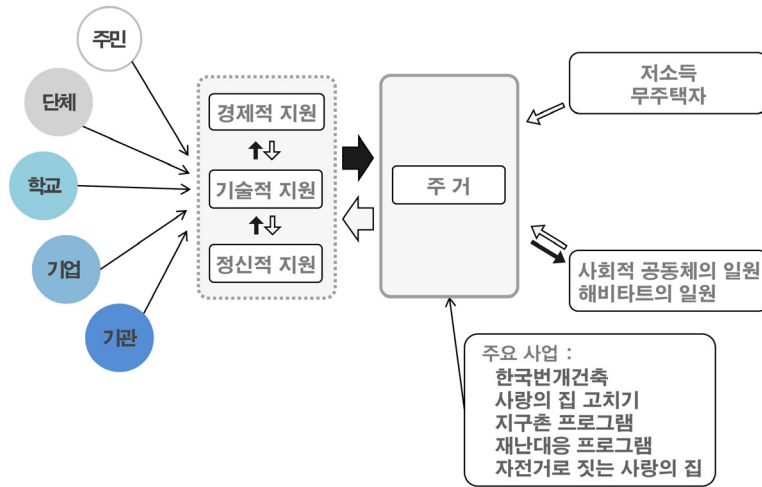 주민
단체
학교
기업
기관
경제적 지원
기술적 지원
정신적 지원
주 거
저소득
무주택자
사회적 공동체의 일원
해비타트의 일원
주요 사업 :
한국번개건축
사랑의 집 고치기
지구촌 프로그램
재난대응 프로그램
자전거로 짓는 사랑의 집